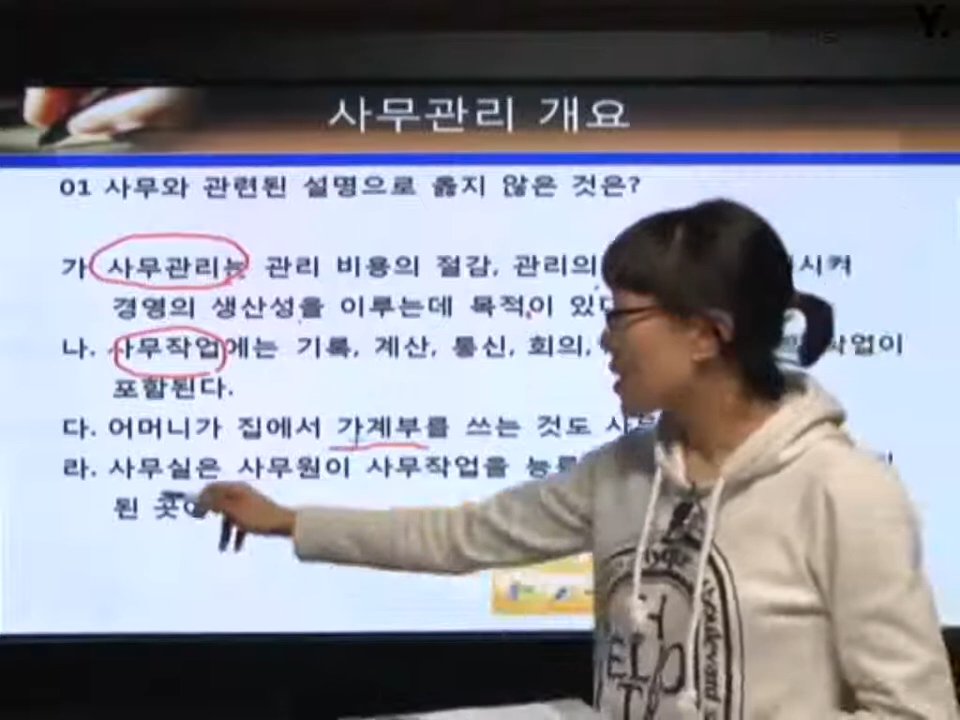 사무관리 개요
01 사무와 관련된 설명으로 옳지 않은 것은?
가 사무관리는 관리 비용의 절감, 관리의 시켜
경영의 생산성을 이루는데 목적이 있다
나. 사무작업에는 기록, 계산, 통신, 회의, 작업이
포함된다.
다. 어머니가 집에서 가계부를 쓰는 것도
라. 사무실은 사무원이 사무작업을
된 곳
Y.